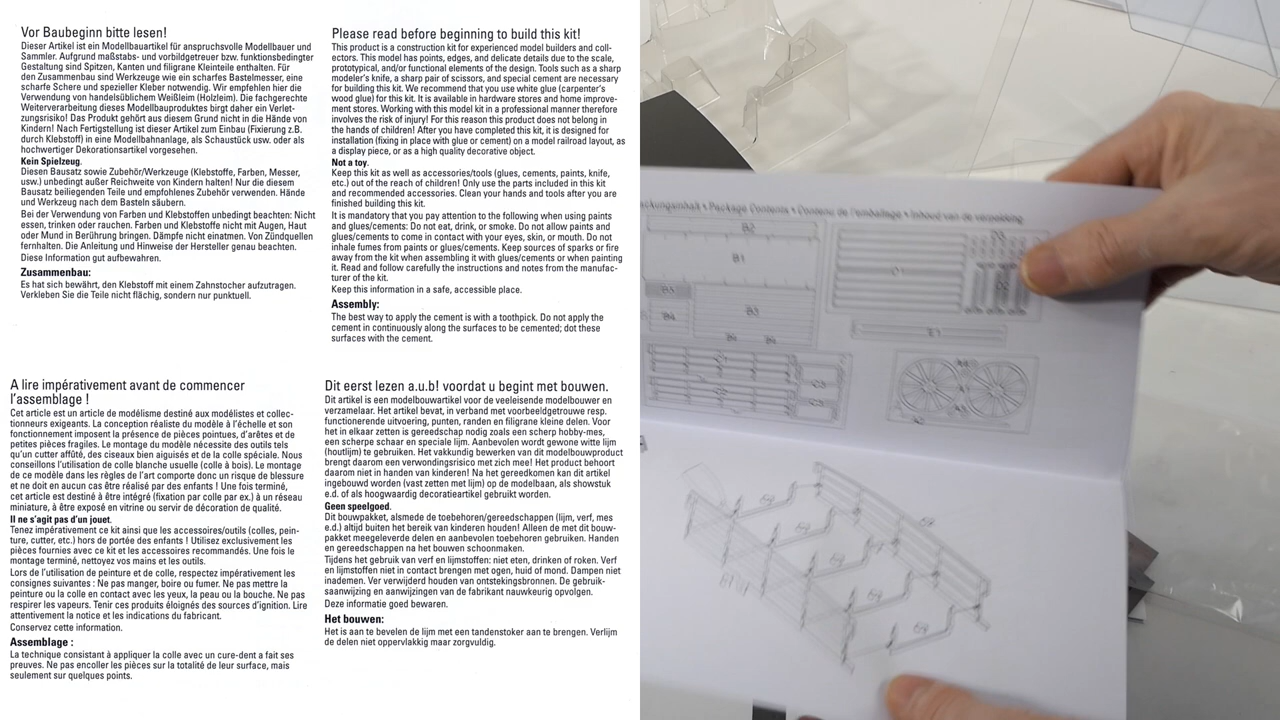 Vor Baubeginn bitte lesen!
Dieser Artikel ist ein Modellbauartikel für anspruchsvolle Modellbauer und
Sammler. Aufgrund maßstabs- und vorbildgetreuer bzw. funktionsbedingter
Gestaltung sind Spitzen, Kanten und filigrane Kleinteile enthalten. Für
den Zusammenbau sind Werkzeuge wie ein scharfes Bastelmesser, eine
scharfe Schere und spezieller Kleber notwendig. Wir empfehlen hier die
Verwendung von handelsüblichem Weißleim (Holzleim). Die fachgerechte
Weiterverarbeitung dieses Modellbauproduktes birgt daher ein Verlet-
zungsrisiko! Das Produkt gehört aus diesem Grund nicht in die Hände von
Kindern! Nach Fertigstellung ist dieser Artikel zum Einbau (Fixierung z.B.
durch Klebstoff) in eine Modellbahnanlage, als Schaustück usw. oder als
hochwertiger Dekorationsartikel vorgesehen.
Kein Spielzeug.
Diesen Bausatz sowie Zubehör/Werkzeuge (Klebstoffe, Farben, Messer,
usw.) unbedingt außer Reichweite von Kindern halten! Nur die diesem
Bausatz beiliegenden Teile und empfohlenes Zubehör verwenden. Hände
und Werkzeug nach dem Basteln säubern.
Bei der Verwendung von Farben und Klebstoffen unbedingt beachten: Nicht
essen, trinken oder rauchen. Farben und Klebstoffe nicht mit Augen, Haut
oder Mund in Berührung bringen. Dämpfe nicht einatmen. Von Zündquellen
fernhalten. Die Anleitung und Hinweise der Hersteller genau beachten.
Diese Information gut aufbewahren.
Zusammenbau:
Es hat sich bewährt, den Klebstoff mit einem Zahnstocher aufzutragen.
Verkleben Sie die Teile nicht flächig, sondern nur punktuell.
Please read before beginning to build this kit!
This product is a construction kit for experienced model builders and coll-
ectors. This model has points, edges, and delicate details due to the scale,
prototypical, and/or functional elements of the design. Tools such as a sharp
modeler's knife, a sharp pair of scissors, and special cement are necessary
for building this kit. We recommend that you use white glue (carpenter's
wood glue) for this kit. It is available in hardware stores and home improve-
ment stores. Working with this model kit in a professional manner therefore
involves the risk of injury! For this reason this product does not belong in
the hands of children! After you have completed this kit, it is designed for
installation (fixing in place with glue or cement) on a model railroad layout, as
a display piece, or as a high quality decorative object.
Not a toy.
Keep this kit as well as accessories/tools (glues, cements, paints, knife,
etc.) out of the reach of children! Only use the parts included in this kit
and recommended accessories. Clean your hands and tools after you are
finished building this kit.
It is mandatory that you pay attention to the following when using paints
and glues/cements: Do not eat, drink, or smoke. Do not allow paints and
glues/cements to come in contact with your eyes, skin, or mouth. Do not
inhale fumes from paints or glues/cements. Keep sources of sparks or fire
away from the kit when assembling it with glues/cements or when painting
it. Read and follow carefully the instructions and notes from the manufac-
turer of the kit.
Keep this information in a safe, accessible place.
Assembly:
The best way to apply the cement is with a toothpick. Do not apply the
cement in continuously along the surfaces to be cemented; dot these
surfaces with the cement.
A lire impérativement avant de commencer
l'assemblage !
Cet article est un article de modélisme destiné aux modélistes et collec-
tionneurs exigeants. La conception réaliste du modèle à l'échelle et son
fonctionnement imposent la présence de pièces pointues, d'arêtes et de
petites pièces fragiles. Le montage du modèle nécessite des outils tels
qu'un cutter affûté, des ciseaux bien aiguisés et de la colle spéciale. Nous
conseillons l'utilisation de colle blanche usuelle (colle à bois). Le montage
de ce modèle dans les règles de l'art comporte donc un risque de blessure
et ne doit en aucun cas être réalisé par des enfants ! Une fois terminé,
cet article est destiné à être intégré (fixation par colle par ex.) à un réseau
miniature, à être exposé en vitrine ou servir de décoration de qualité.
Il ne s'agit pas d'un jouet.
Tenez impérativement ce kit ainsi que les accessoires/outils (colles, pein-
ture, cutter, etc.) hors de portée des enfants ! Utilisez exclusivement les
pièces fournies avec ce kit et les accessoires recommandés. Une fois le
montage terminé, nettoyez vos mains et les outils.
Lors de l'utilisation de peinture et de colle, respectez impérativement les
consignes suivantes : Ne pas manger, boire ou fumer. Ne pas mettre la
peinture ou la colle en contact avec les yeux, la peau ou la bouche. Ne pas
respirer les vapeurs. Tenir ces produits éloignés des sources d'ignition. Lire
attentivement la notice et les indications du fabricant.
Conservez cette information.
Assemblage :
La technique consistant à appliquer la colle avec un cure-dent a fait ses
preuves. Ne pas encoller les pièces sur la totalité de leur surface, mais
seulement sur quelques points.
Dit eerst lezen a.u.b! voordat u begint met bouwen.
Dit artikel is een modelbouwartikel voor de veeleisende modelbouwer en
verzamelaar. Het artikel bevat, in verband met voorbeeldgetrouwe resp.
functionerende uitvoering, punten, randen en filigrane kleine delen. Voor
het in elkaar zetten is gereedschap nodig zoals een scherp hobby-mes,
een scherpe schaar en speciale lijm. Aanbevolen wordt gewone witte lijm
(houtlijm) te gebruiken. Het vakkundig bewerken van dit modelbouwproduct
brengt daarom een verwondingsrisico met zich mee! Het product behoort
daarom niet in handen van kinderen! Na het gereedkomen kan dit artikel
ingebouwd worden (vast zetten met lijm) op de modelbaan, als showstuk
e.d. of als hoogwaardig decoratieartikel gebruikt worden.
Geen speelgoed.
Dit bouwpakket, alsmede de toebehoren/gereedschappen (lijm, verf, mes
e.d.) altijd buiten het bereik van kinderen houden! Alleen de met dit bouw-
pakket meegeleverde delen en aanbevolen toebehoren gebruiken. Handen
en gereedschappen na het bouwen schoonmaken.
Tijdens het gebruik van verf en lijmstoffen: niet eten, drinken of roken. Verf
en lijmstoffen niet in contact brengen met ogen, huid of mond. Dampen niet
inademen. Ver verwijderd houden van ontstekingsbronnen. De gebruik-
saanwijzing en aanwijzingen van de fabrikant nauwkeurig opvolgen.
Deze informatie goed bewaren.
Het bouwen:
Het is aan te bevelen de lijm met een tandenstoker aan te brengen. Verlijm
de delen niet oppervlakkig maar zorgvuldig.
ckungsinhalt • Package Contents • Contenu de l'emballage • Inhoud van de verpakking
B2
B1
B3
B4
C1
E1